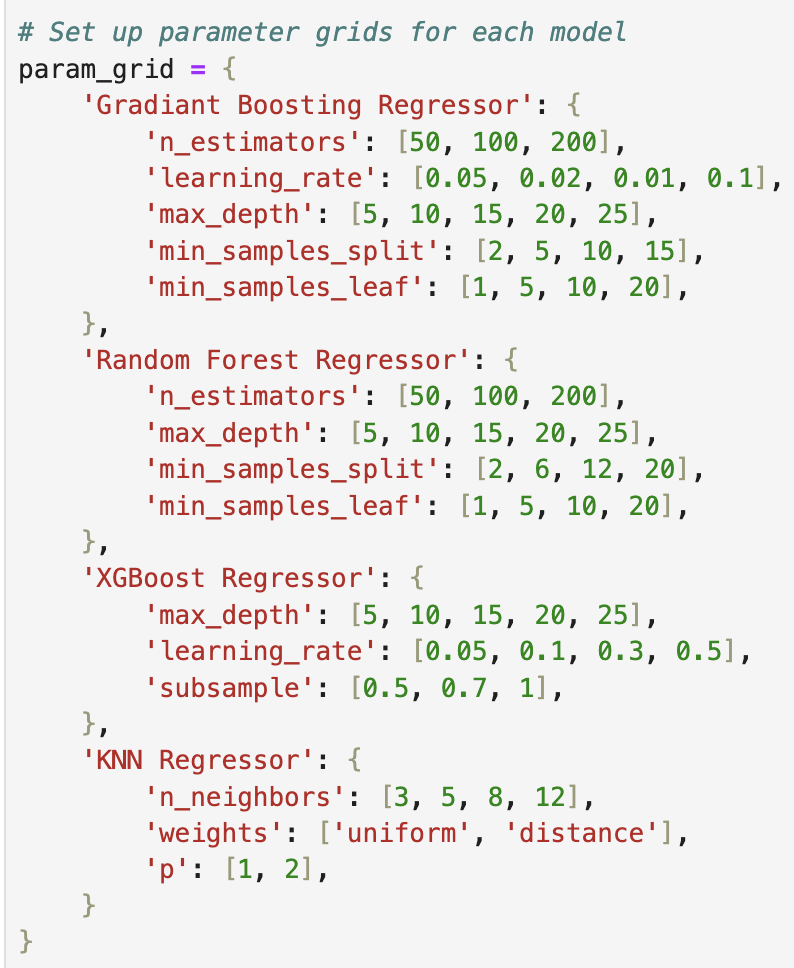 # Set up parameter grids for each model
param_grid = {
    'Gradiant Boosting Regressor': {
        'n_estimators': [50, 100, 200],
        'learning_rate': [0.05, 0.02, 0.01, 0.1],
        'max_depth': [5, 10, 15, 20, 25],
        'min_samples_split': [2, 5, 10, 15],
        'min_samples_leaf': [1, 5, 10, 20],
    },
    'Random Forest Regressor': {
        'n_estimators': [50, 100, 200],
        'max_depth': [5, 10, 15, 20, 25],
        'min_samples_split': [2, 6, 12, 20],
        'min_samples_leaf': [1, 5, 10, 20],
    },
    'XGBoost Regressor': {
        'max_depth': [5, 10, 15, 20, 25],
        'learning_rate': [0.05, 0.1, 0.3, 0.5],
        'subsample': [0.5, 0.7, 1],
    },
    'KNN Regressor': {
        'n_neighbors': [3, 5, 8, 12],
        'weights': ['uniform', 'distance'],
        'p': [1, 2],
    }
}